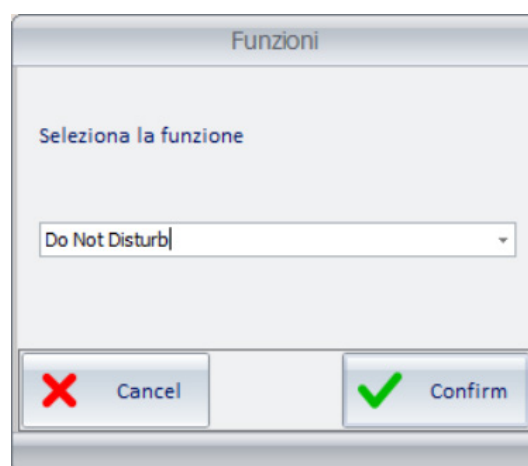 Funzioni
Seleziona la funzione
Do Not Disturb
Cancel
Confirm